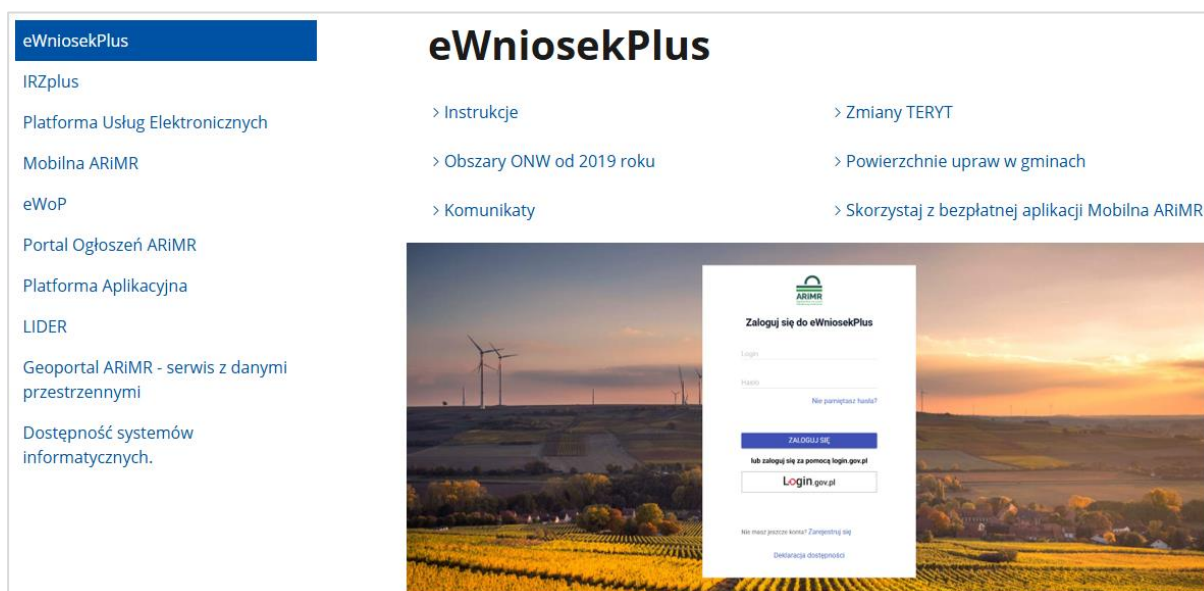 eWniosekPlus
IRZplus
Platforma Usług Elektronicznych
Mobilna ARiMR
eWoP
Portal Ogłoszeń ARiMR
Platforma Aplikacyjna
LIDER
Geoportal ARiMR - serwis z danymi
przestrzennymi
Dostępność systemów
informatycznych.
eWniosekPlus
> Instrukcje
> Zmiany TERYT
> Obszary ONW od 2019 roku
> Powierzchnie upraw w gminach
> Komunikaty
> Skorzystaj z bezpłatnej aplikacji Mobilna ARiMR
ARIMR
Zaloguj się do eWniosekPlus
Login
Hasło
Nie pamiętasz hasła?
ZALOGUJ SIĘ
lub zaloguj się za pomocą login.gov.pl
Login.gov.pl
Nie masz jeszcze konta? Zarejestruj się
Deklaracja dostępności